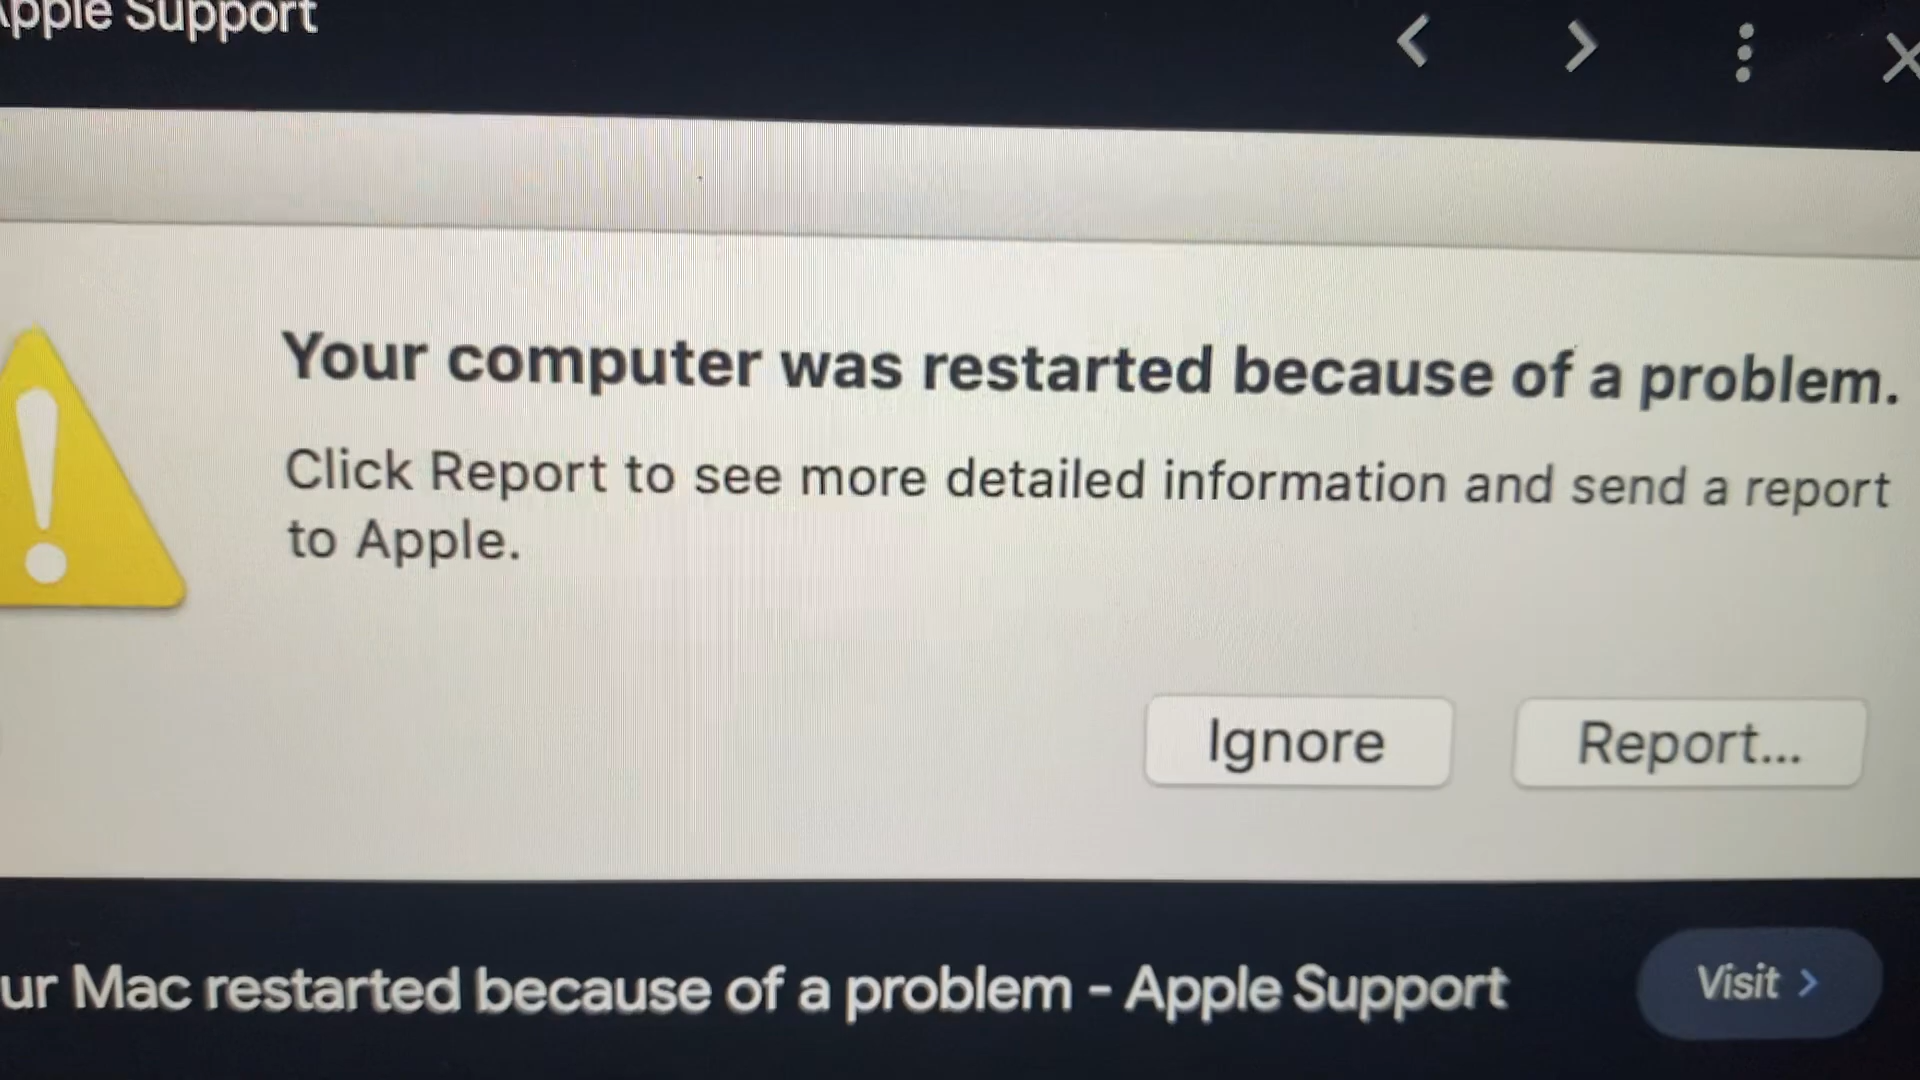 Apple Support
Your computer was restarted because of a problem.
Click Report to see more detailed information and send a report
to Apple.
Ignore
Report...
ur Mac restarted because of a problem - Apple Support
Visit >